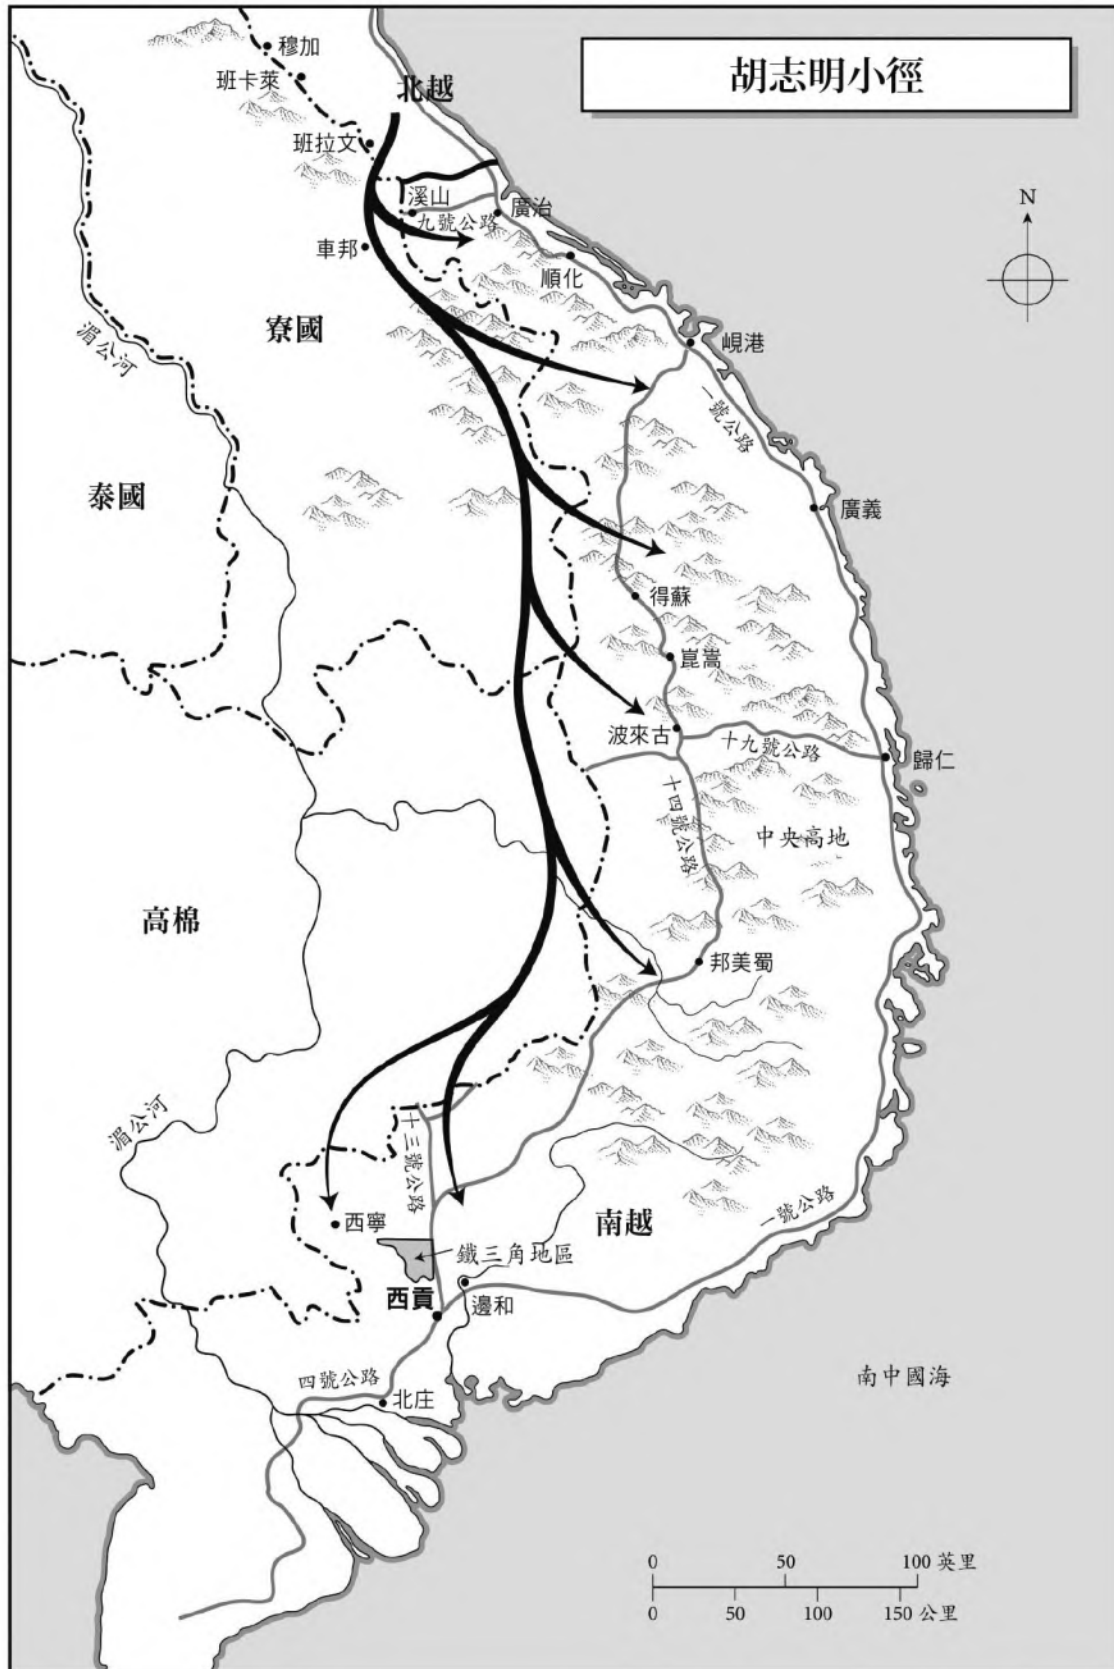 胡志明小徑
穆加
班卡萊
北越
班拉文
溪山
九號公路
廣治
車邦
順化
N
寮國
湄公河
峴港
一號公路
泰國
廣義
得蘇
崑嵩
波來古
十九號公路
歸仁
十四號公路
中央高地
高棉
邦美蜀
湄公河
十三號公路
西寧
南越
一號公路
鐵三角地區
西貢
邊和
四號公路
北庄
南中國海
0 50 100 英里
0 50 100 150 公里